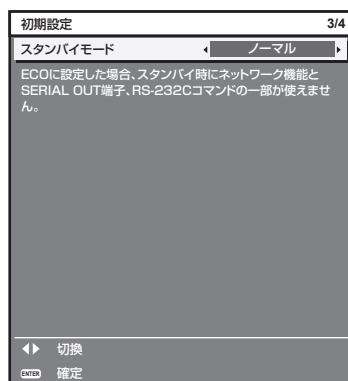 初期設定 3/4
スタンバイモード ノーマル
ECOに設定した場合、スタンバイ時にネットワーク機能と
SERIAL OUT端子、RS-232Cコマンドの一部が使えませ
ん。
切換
ENTER 確定